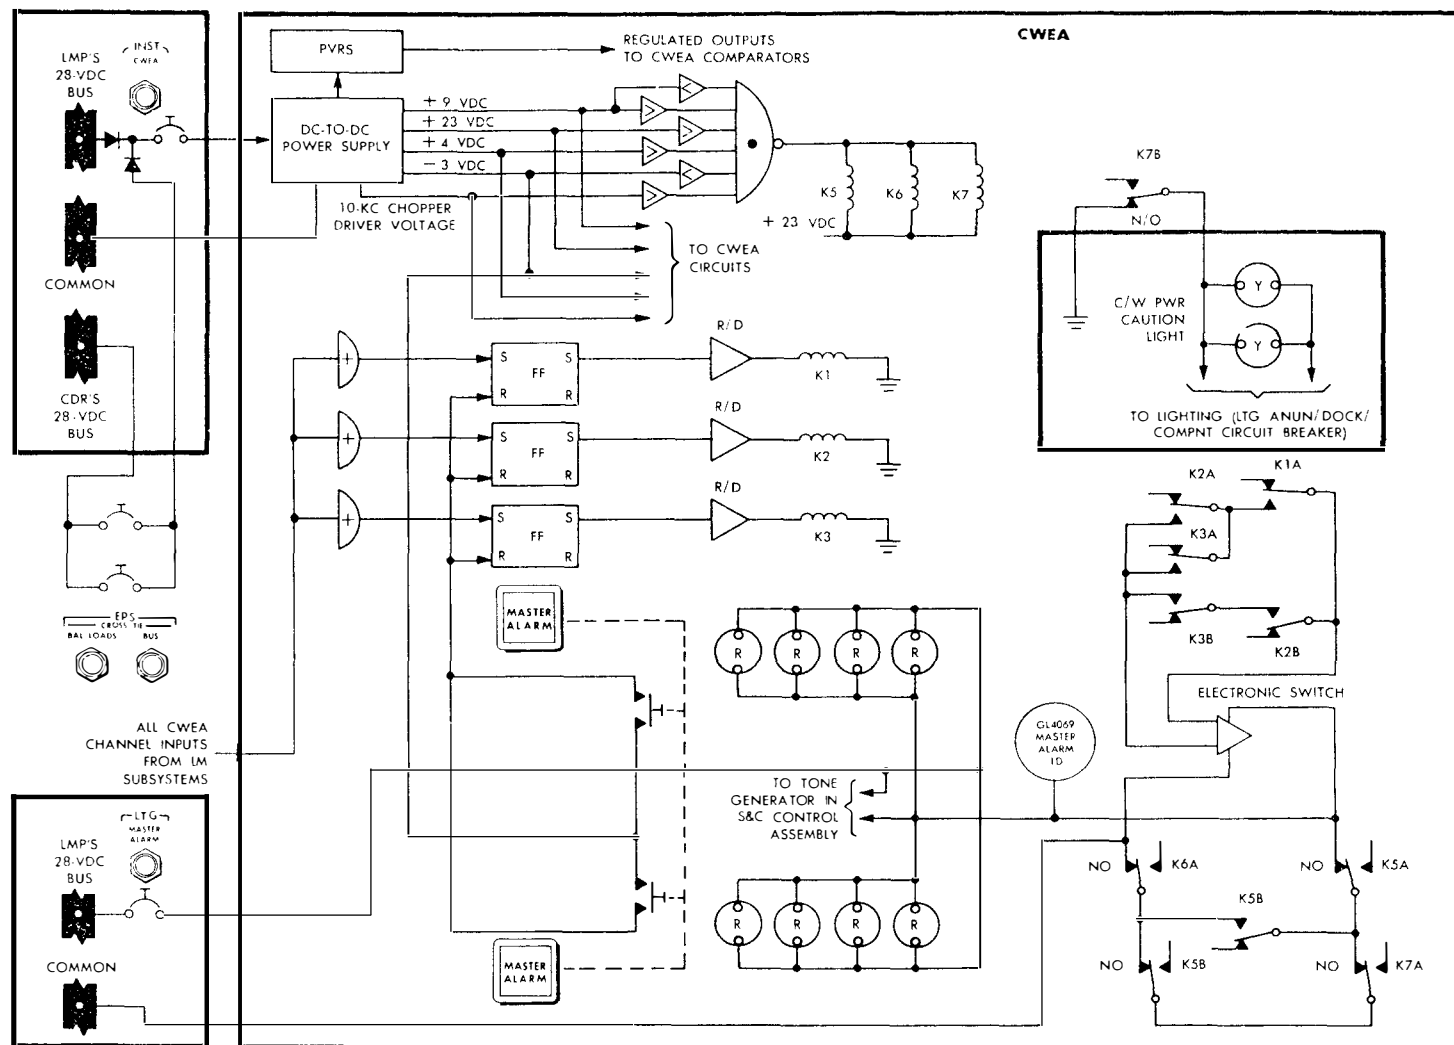 CWEA
INST
CWEA
LMP'S
28-VDC
BUS
COMMON
CDR'S
28-VDC
BUS
EPS
CROSS TIE
BAL LOADS BUS
PVRS
REGULATED OUTPUTS
TO CWEA COMPARATORS
DC-TO-DC
POWER SUPPLY
+ 9 VDC
+ 23 VDC
+ 4 VDC
- 3 VDC
10-KC CHOPPER
DRIVER VOLTAGE
> > > > > >
K5 K6 K7
+ 23 VDC
TO CWEA
CIRCUITS
K7B
N/O
Y
Y
C/W PWR
CAUTION
LIGHT
TO LIGHTING (LTG ANUN/DOCK/
COMPNT CIRCUIT BREAKER)
+ S FF S R R R/D K1
+ S FF S R R R/D K2
+ S FF S R R R/D K3
K2A K1A
K3A
K3B K2B
ELECTRONIC SWITCH
MASTER
ALARM
R R R R
GL4069
MASTER
ALARM
ID
ALL CWEA
CHANNEL INPUTS
FROM LM
SUBSYSTEMS
TO TONE
GENERATOR IN
S&C CONTROL
ASSEMBLY
LTG
MASTER
ALARM
LMP'S
28-VDC
BUS
COMMON
R R R R
MASTER
ALARM
NO K6A NO K5A
K5B
NO K5B NO K7A